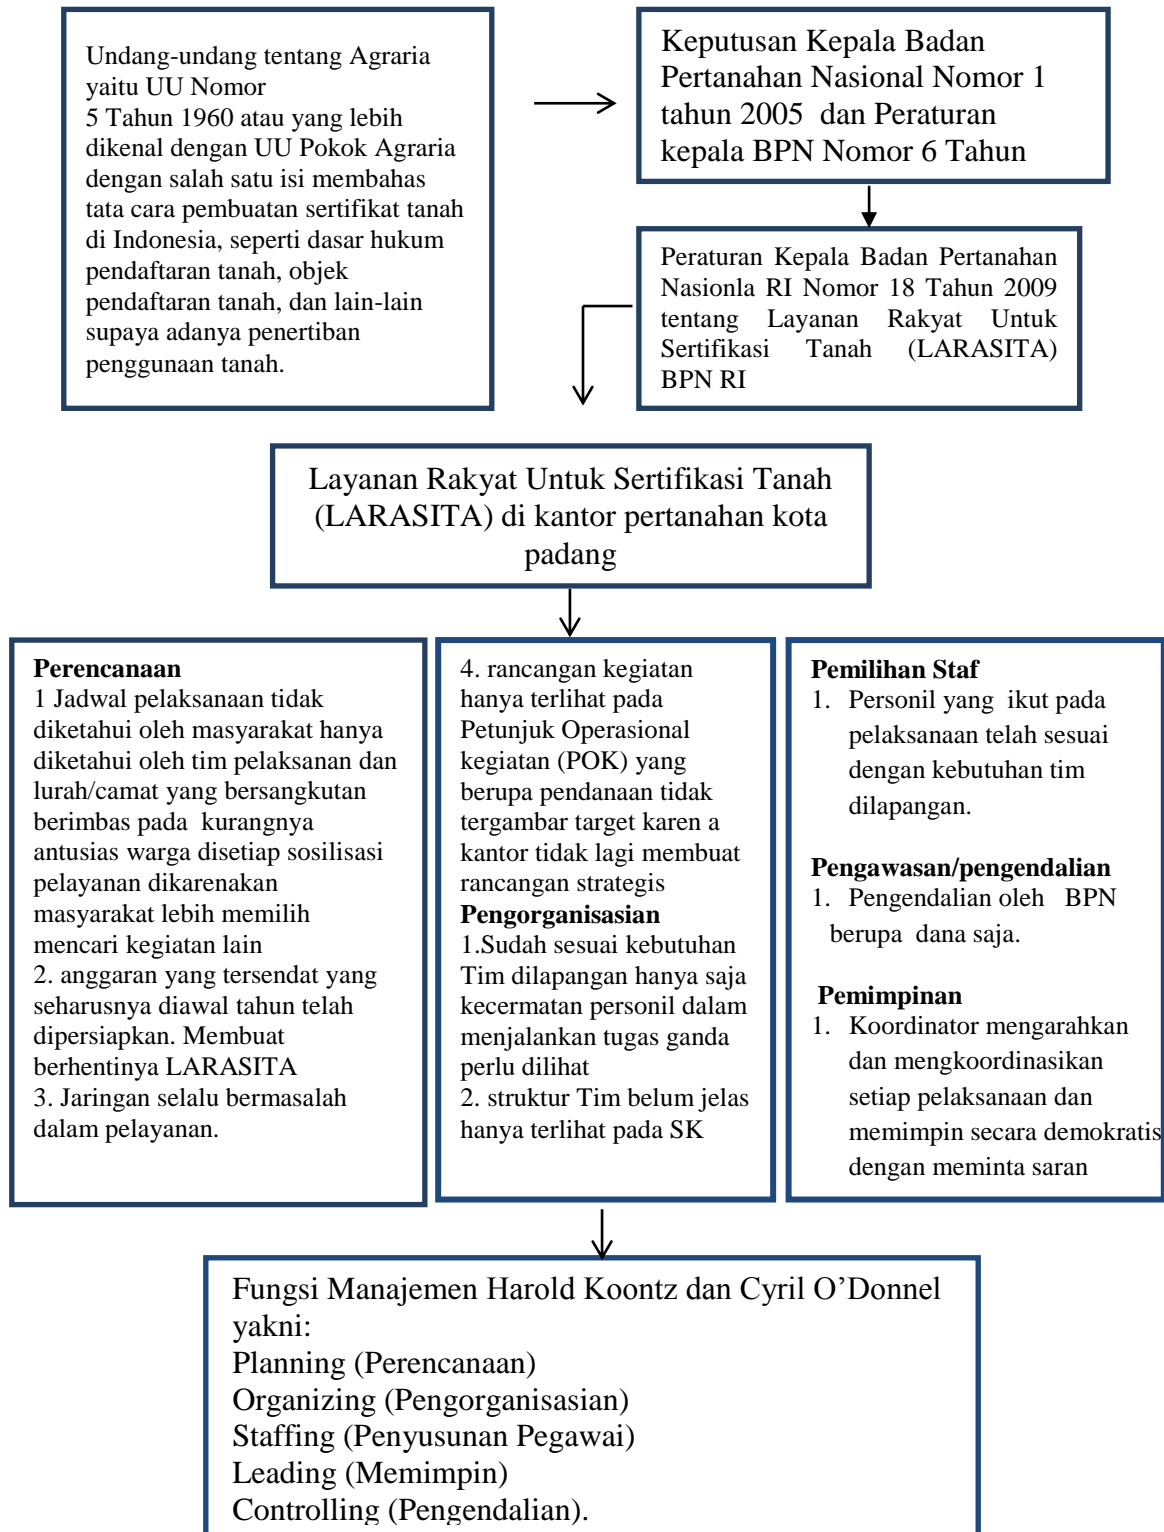 Undang-undang tentang Agraria
yaitu UU Nomor
5 Tahun 1960 atau yang lebih
dikenal dengan UU Pokok Agraria
dengan salah satu isi membahas
tata cara pembuatan sertifikat tanah
di Indonesia, seperti dasar hukum
pendaftaran tanah, objek
pendaftaran tanah, dan lain-lain
supaya adanya penertiban
penggunaan tanah.
Keputusan Kepala Badan
Pertanahan Nasional Nomor 1
tahun 2005 dan Peraturan
kepala BPN Nomor 6 Tahun
Peraturan Kepala Badan Pertanahan
Nasionla RI Nomor 18 Tahun 2009
tentang Layanan Rakyat Untuk
Sertifikasi Tanah (LARASITA)
BPN RI
Layanan Rakyat Untuk Sertifikasi Tanah
(LARASITA) di kantor pertanahan kota
padang
Perencanaan
1 Jadwal pelaksanaan tidak
diketahui oleh masyarakat hanya
diketahui oleh tim pelaksanan dan
lurah/camat yang bersangkutan
berimbas pada kurangnya
antusias warga disetiap sosilisasi
pelayanan dikarenakan
masyarakat lebih memilih
mencari kegiatan lain
2. anggaran yang tersendat yang
seharusnya diawal tahun telah
dipersiapkan. Membuat
berhentinya LARASITA
3. Jaringan selalu bermasalah
dalam pelayanan.
4. rancangan kegiatan
hanya terlihat pada
Petunjuk Operasional
kegiatan (POK) yang
berupa pendanaan tidak
tergambar target karen a
kantor tidak lagi membuat
rancangan strategis
Pengorganisasian
1.Sudah sesuai kebutuhan
Tim dilapangan hanya saja
kecermatan personil dalam
menjalankan tugas ganda
perlu dilihat
2. struktur Tim belum jelas
hanya terlihat pada SK
Pemilihan Staf
1. Personil yang ikut pada
pelaksanaan telah sesuai
dengan kebutuhan tim
dilapangan.
Pengawasan/pengendalian
1. Pengendalian oleh BPN
berupa dana saja.
Pemimpinan
1. Koordinator mengarahkan
dan mengkoordinasikan
setiap pelaksanaan dan
memimpin secara demokratis
dengan meminta saran
Fungsi Manajemen Harold Koontz dan Cyril O’Donnel
yakni:
Planning (Perencanaan)
Organizing (Pengorganisasian)
Staffing (Penyusunan Pegawai)
Leading (Memimpin)
Controlling (Pengendalian).